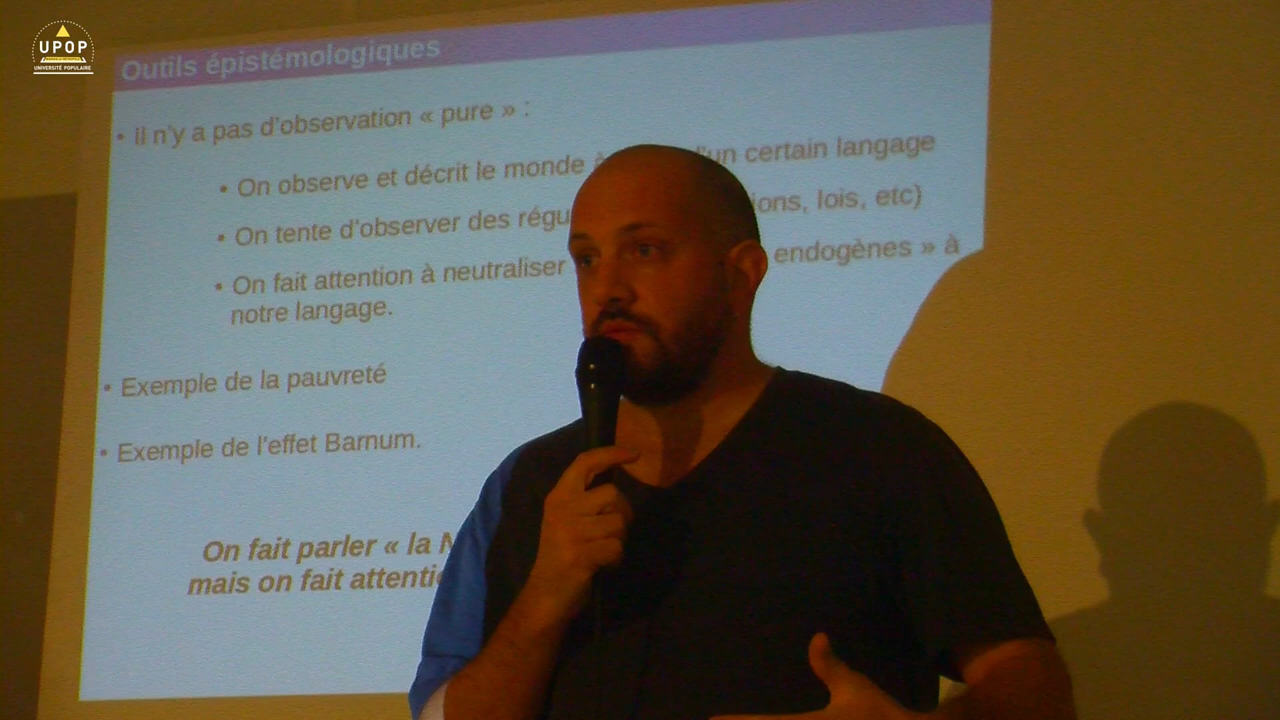 UPOP
UNIVERSITÉ POPULAIRE
Outils épistémologiques
• Il n'y a pas d'observation « pure » :
• On observe et décrit le monde d'un certain langage
• On tente d'observer des régu ions, lois, etc)
• On fait attention à neutraliser endogènes » à
notre langage.
• Exemple de la pauvreté
• Exemple de l'effet Barnum.
On fait parler « la N
mais on fait attenti